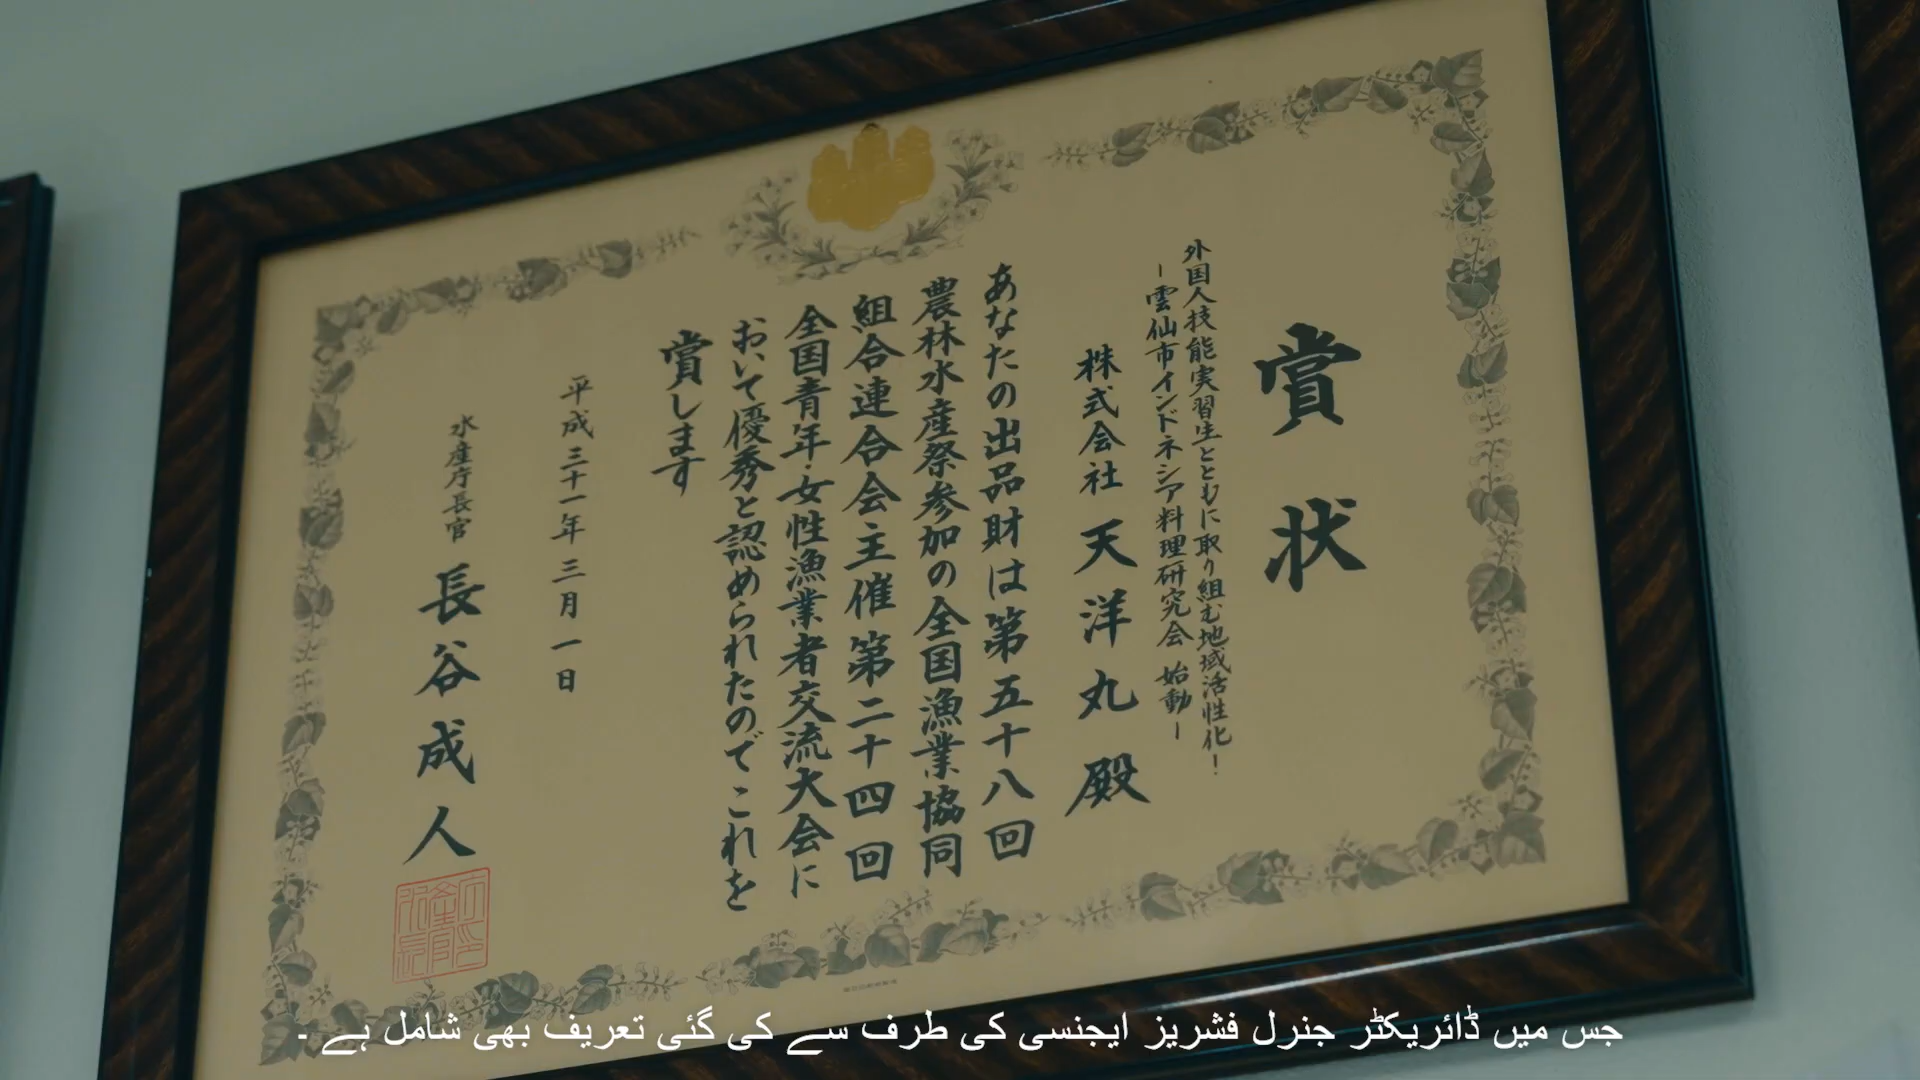 賞状
外国人技能実習生とともに取り組む地域活性化！
－雲仙市インドネシア料理研究会 始動－
株式会社 天洋丸 殿
あなたの出品財は第五十八回
農林水産祭参加の全国漁業協同
組合連合会主催第二十四回
全国青年・女性漁業者交流大会に
おいて優秀と認められたのでこれを
賞します
平成三十一年三月一日
水産庁長官 長谷成人
جس میں ڈائریکٹر جنرل فشریز ایجنسی کی طرف سے کی گئی تعریف بھی شامل ہے ۔